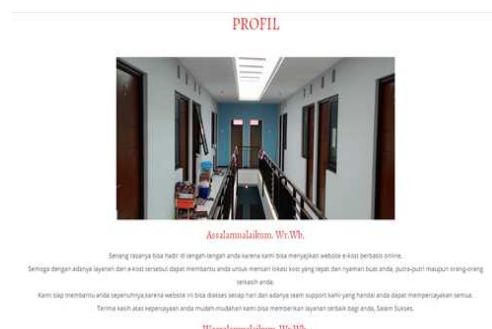 PROFIL
Assalamualaikum. Wr.Wb.
Senang rasanya bisa hadir di tengah-tengah anda karena kami bisa menyajikan website e-kost berbasis online.
Semoga dengan adanya layanan dari e-kost tersebut dapat membantu anda untuk mencari lokasi kost yang tepat dan nyaman buat anda, putra-putri maupun orang-orang
terkasih anda.
Kami siap membantu anda sepenuhnya,karena website ini bisa diakses setiap hari dan adanya team support kami yang handal anda dapat mempercayakan semua.
Terima kasih atas kepercayaan anda mudah-mudahan kami bisa memberikan layanan terbaik bagi anda, Salam Sukses.
Wassalamualaikum. Wr.Wb.